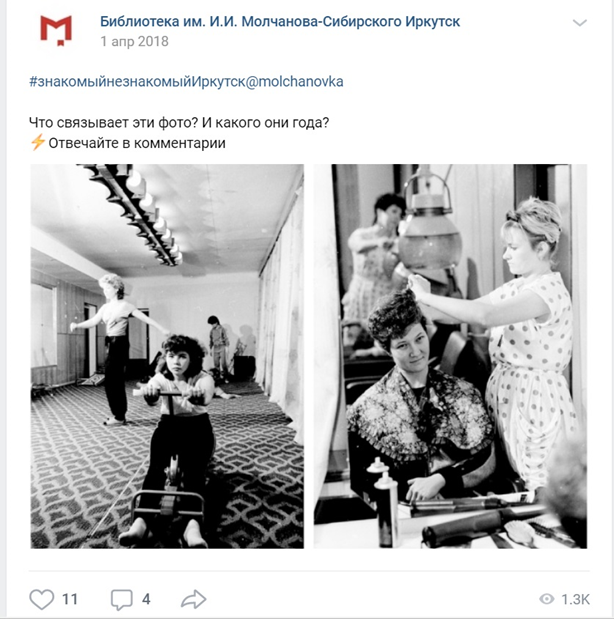 Библиотека им. И.И. Молчанова-Сибирского Иркутск
1 апр 2018
#знакомыйнезнакомыйИркутск@molchanovka
Что связывает эти фото? И какого они года?
⚡Отвечайте в комментарии
11 4 1.3K